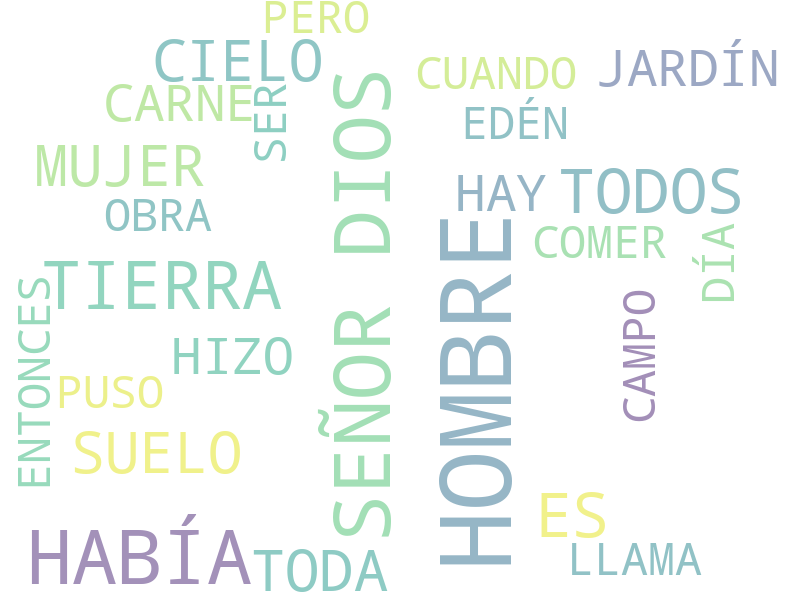 PERO
CIELO
CUANDO
JARDÍN
CARNE
SER
EDÉN
MUJER
SEÑOR DIOS
HAY
TODOS
OBRA
HOMBRE
COMER
DÍA
TIERRA
ENTONCES
CAMPO
HIZO
PUSO
SUELO
ES
HABÍA
TODA
LLAMA